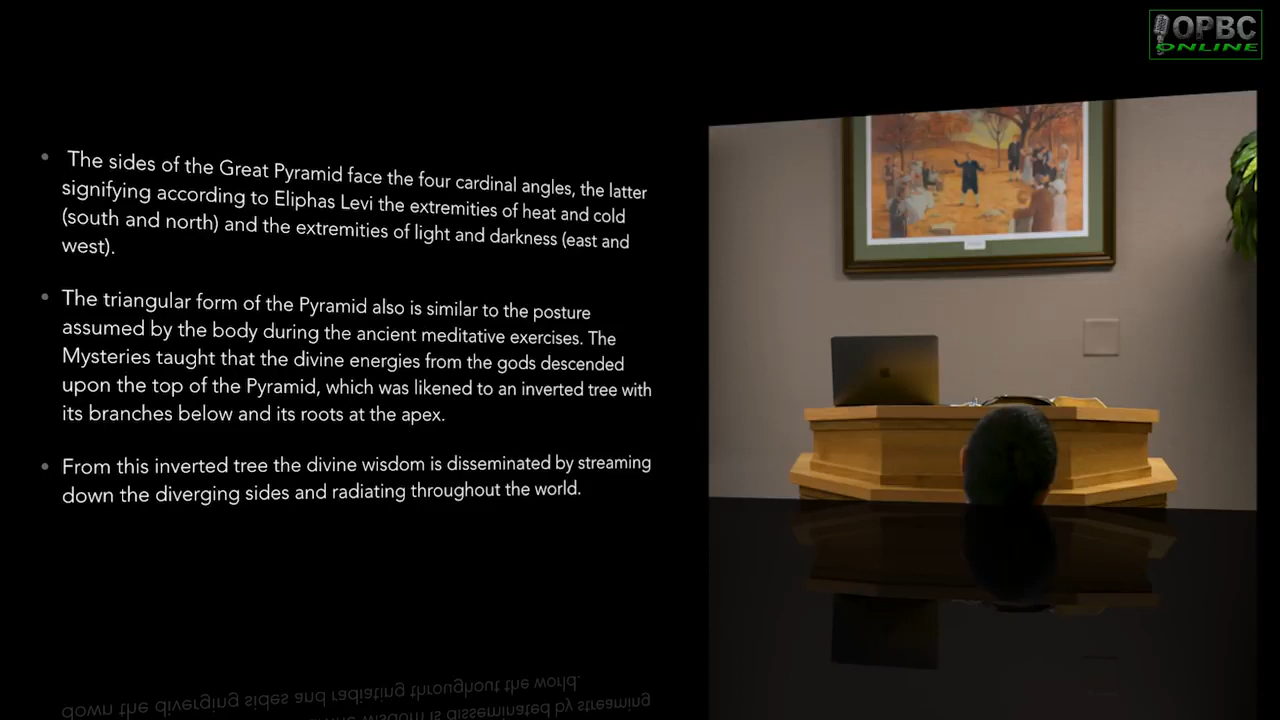 OPBC
ONLINE
• The sides of the Great Pyramid face the four cardinal angles, the latter
signifying according to Eliphas Levi the extremities of heat and cold
(south and north) and the extremities of light and darkness (east and
west).
• The triangular form of the Pyramid also is similar to the posture
assumed by the body during the ancient meditative exercises. The
Mysteries taught that the divine energies from the gods descended
upon the top of the Pyramid, which was likened to an inverted tree with
its branches below and its roots at the apex.
• From this inverted tree the divine wisdom is disseminated by streaming
down the diverging sides and radiating throughout the world.